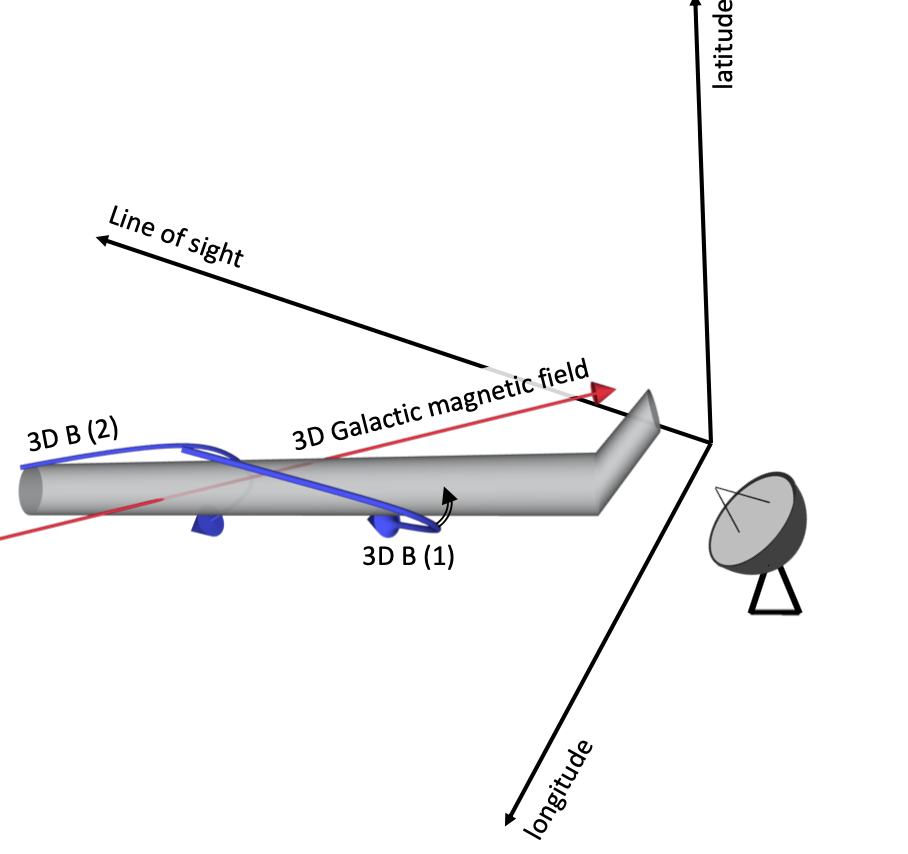 latitude
Line of sight
3D Galactic magnetic field
3D B (2)
3D B (1)
longitude